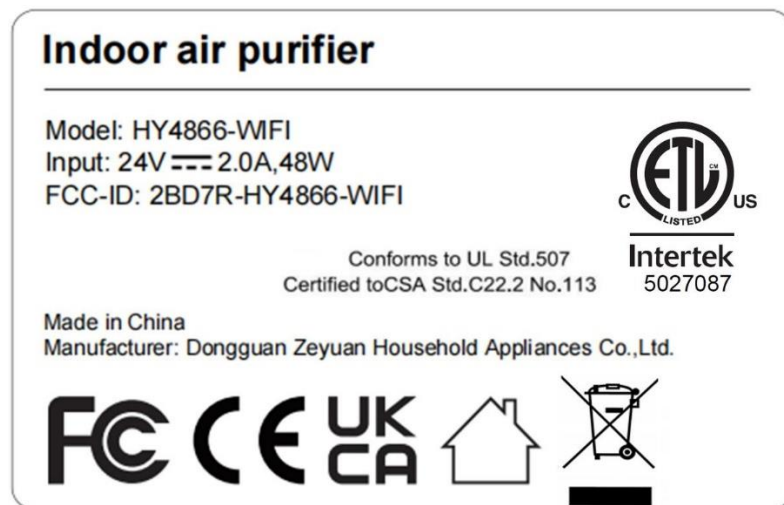 Indoor air purifier
Model: HY4866-WIFI
Input: 24V ⎓ 2.0A,48W
FCC-ID: 2BD7R-HY4866-WIFI
C ETL CM US
LISTED
Intertek
5027087
Conforms to UL Std.507
Certified toCSA Std.C22.2 No.113
Made in China
Manufacturer: Dongguan Zeyuan Household Appliances Co.,Ltd.
FC CE UK
CA